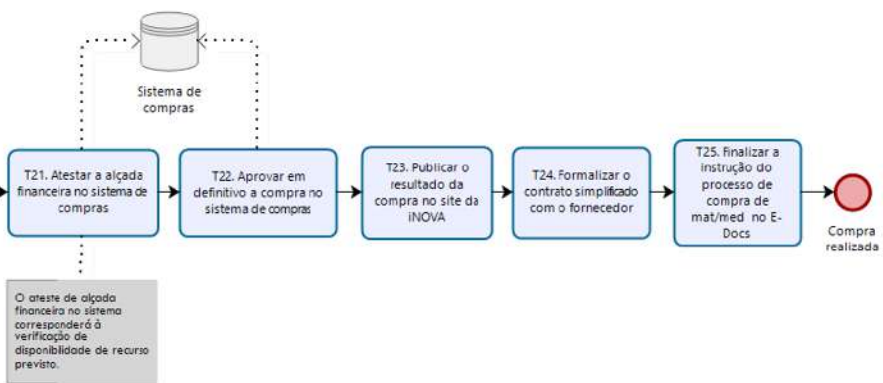 Sistema de
compras
T21. Atestar a alçada
financeira no sistema de
compras
T22. Aprovar em
definitivo a compra no
sistema de compras
T23. Publicar o
resultado da
compra no site da
iNOVA
T24. Formalizar o
contrato simplificado
com o fornecedor
T25. Finalizar a
instrução do
processo de
compra de
mat/med no E-
Docs
Compra
realizada
O ateste de alçada
financeira no sistema
corresponderá à
verificação de
disponiblidade de recurso
previsto.